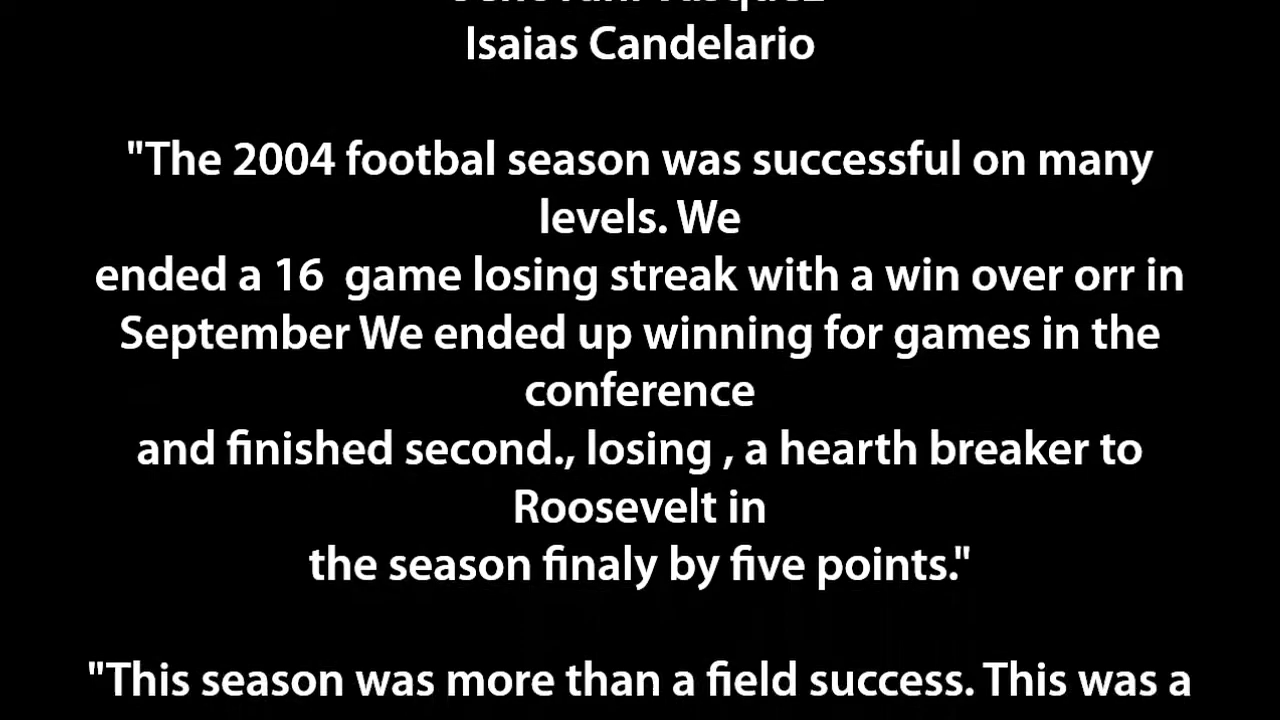 Isaias Candelario
"The 2004 footbal season was successful on many
levels. We
ended a 16  game losing streak with a win over orr in
September We ended up winning for games in the
conference
and finished second., losing , a hearth breaker to
Roosevelt in
the season finaly by five points."
"This season was more than a field success. This was a